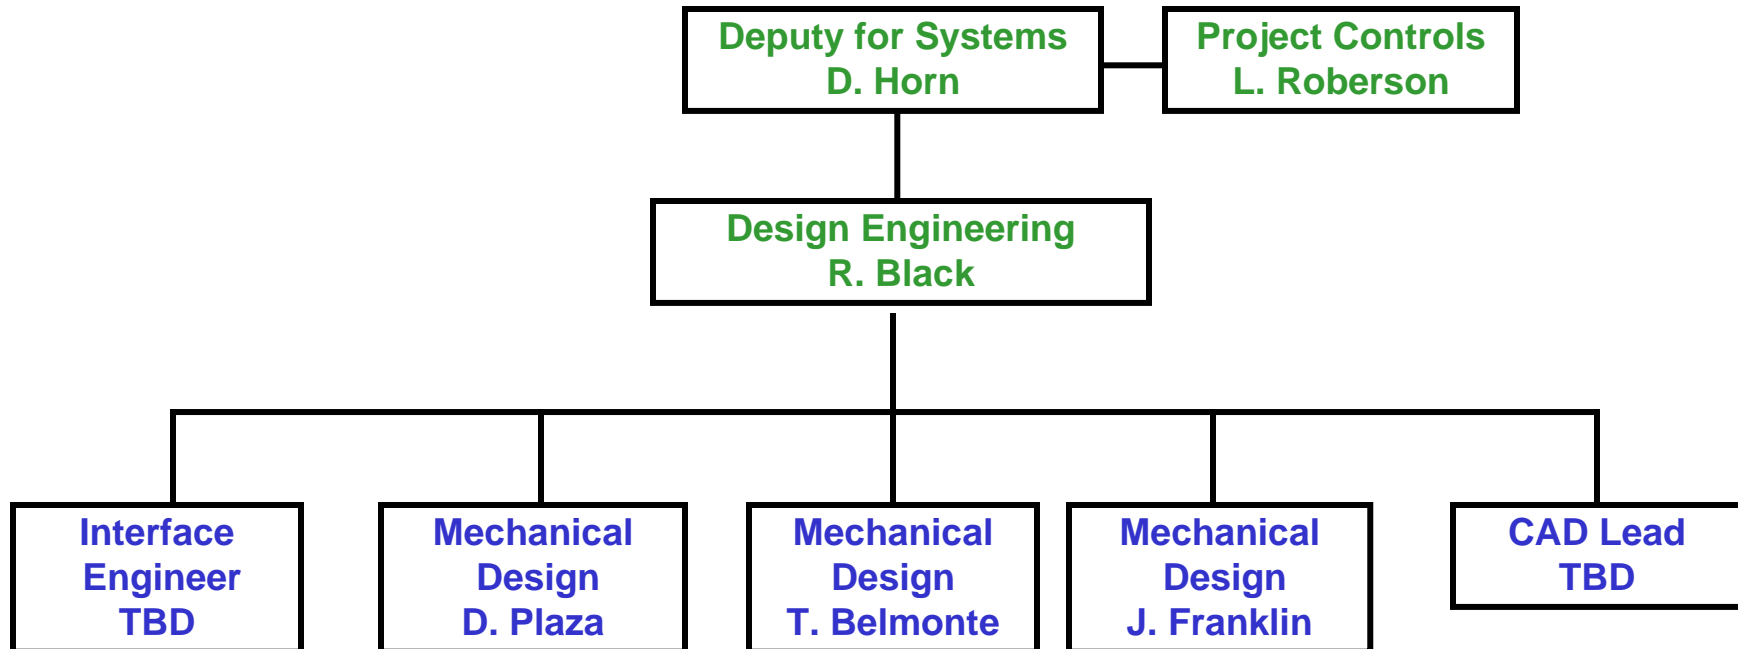 Deputy for Systems
D. Horn
Project Controls
L. Roberson
Design Engineering
R. Black
Interface
Engineer
TBD
Mechanical
Design
D. Plaza
Mechanical
Design
T. Belmonte
Mechanical
Design
J. Franklin
CAD Lead
TBD